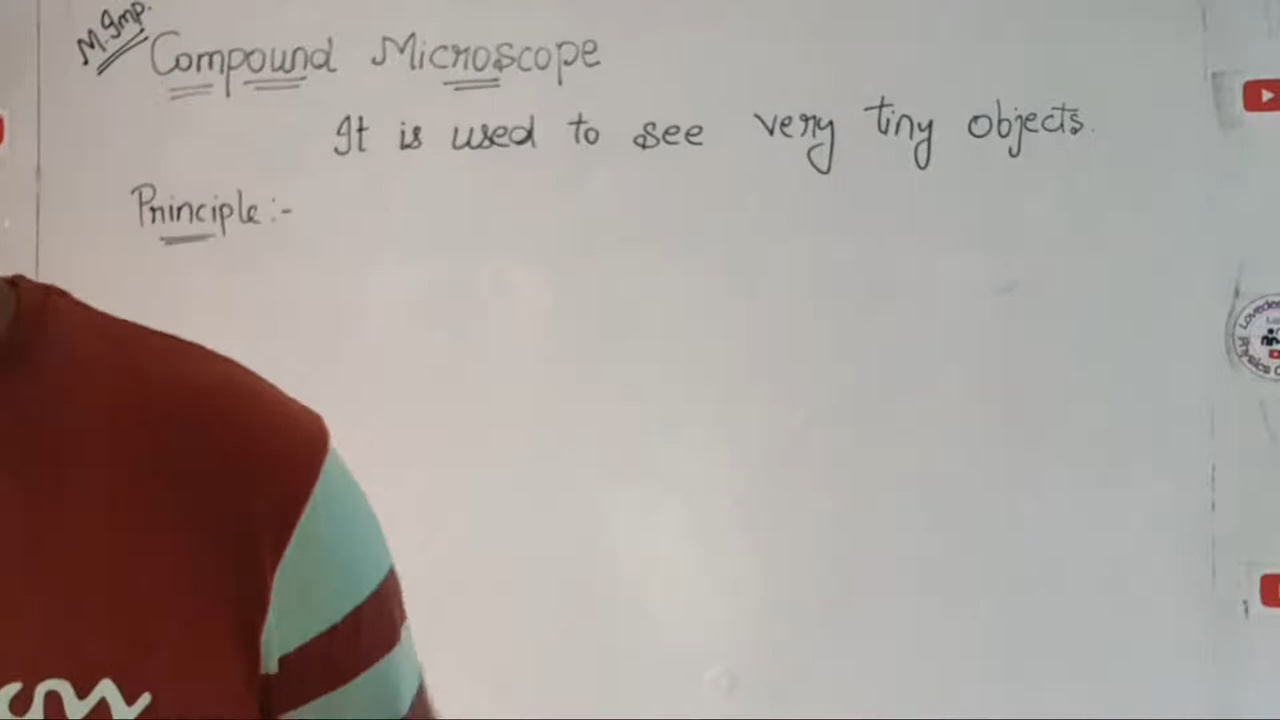 M.Imp.
Compound Microscope
It is used to see very tiny objects.
Principle:-